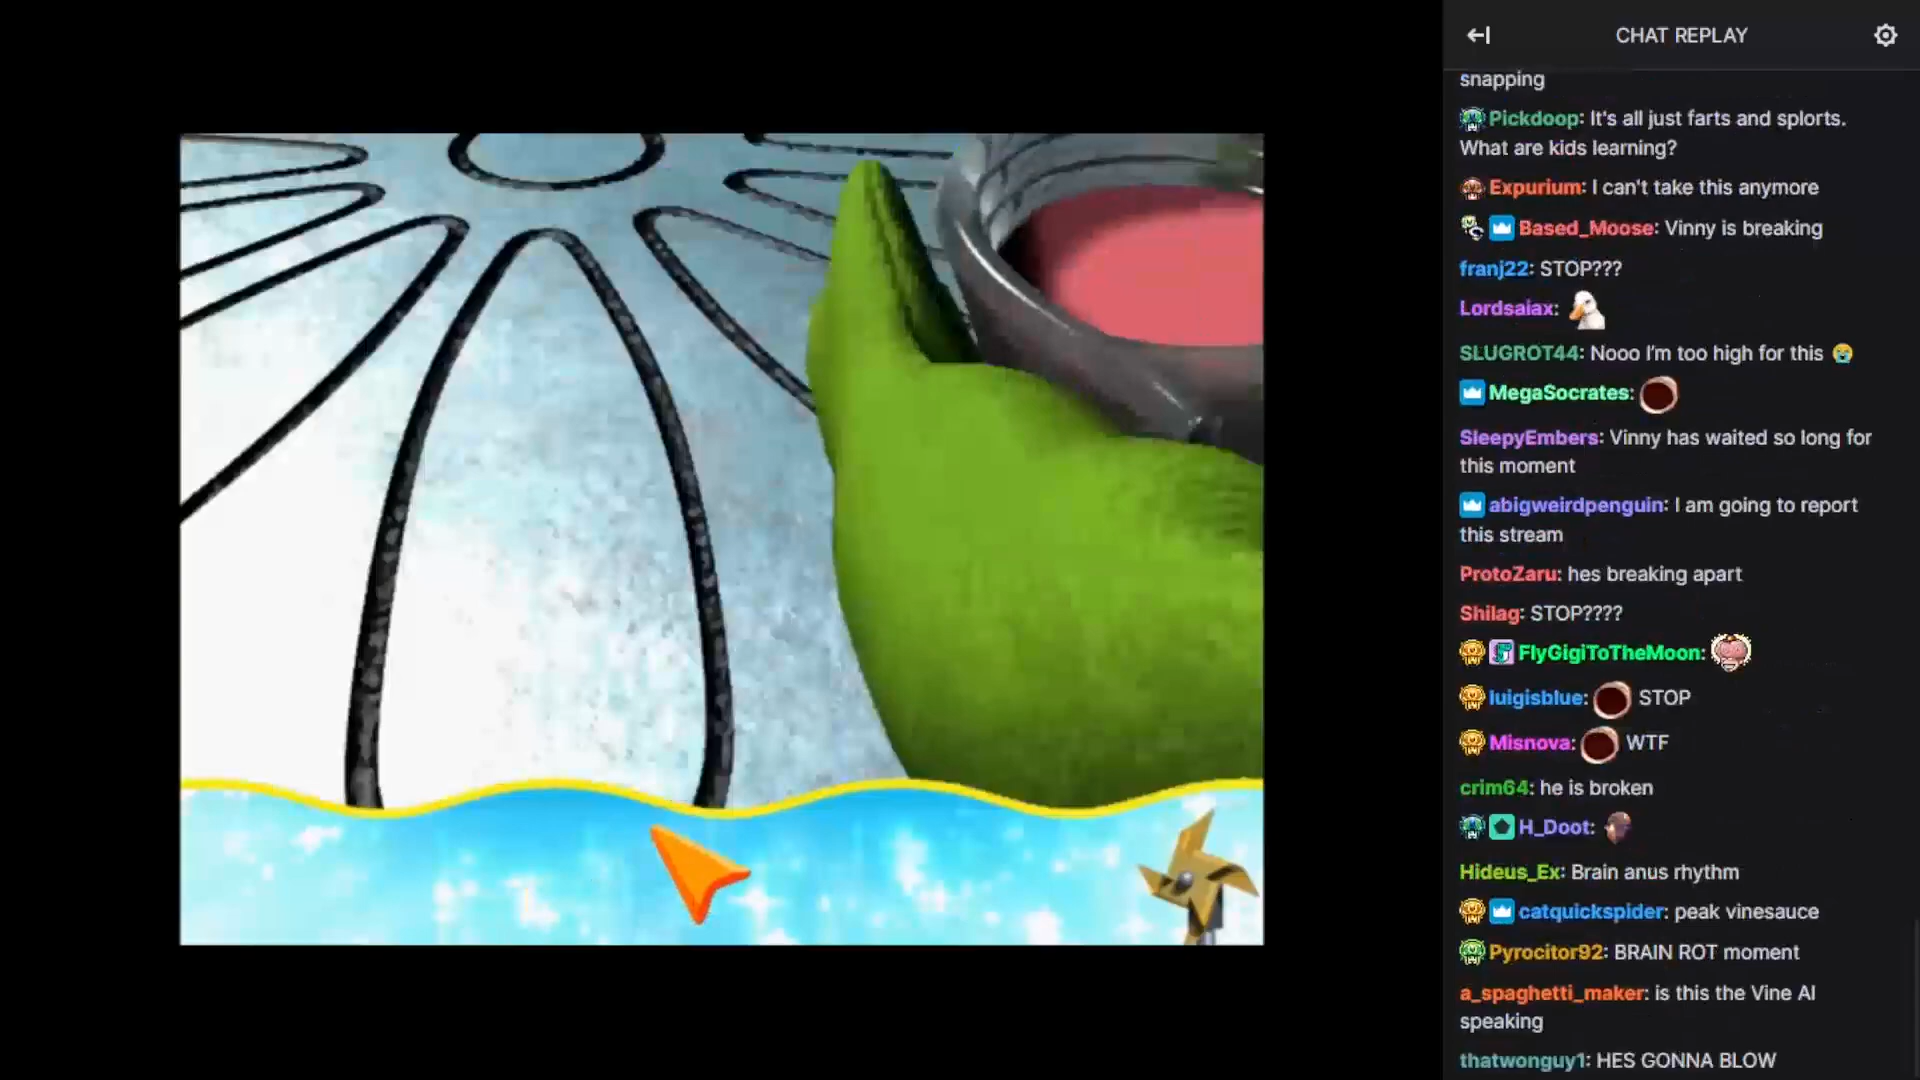 CHAT REPLAY
snapping
Pickdoop: It's all just farts and splorts.
What are kids learning?
Expurium: I can't take this anymore
Based_Moose: Vinny is breaking
franj22: STOP???
Lordsaiax:
SLUGROT44: Nooo I'm too high for this 😭
MegaSocrates:
SleepyEmbers: Vinny has waited so long for
this moment
abigweirdpenguin: I am going to report
this stream
ProtoZaru: hes breaking apart
Shilag: STOP????
FlyGigiToTheMoon:
luigisblue: STOP
Misnova: WTF
crim64: he is broken
H_Doot:
Hideus_Ex: Brain anus rhythm
catquickspider: peak vinesauce
Pyrocitor92: BRAIN ROT moment
a_spaghetti_maker: is this the Vine AI
speaking
thatwonguy1: HES GONNA BLOW